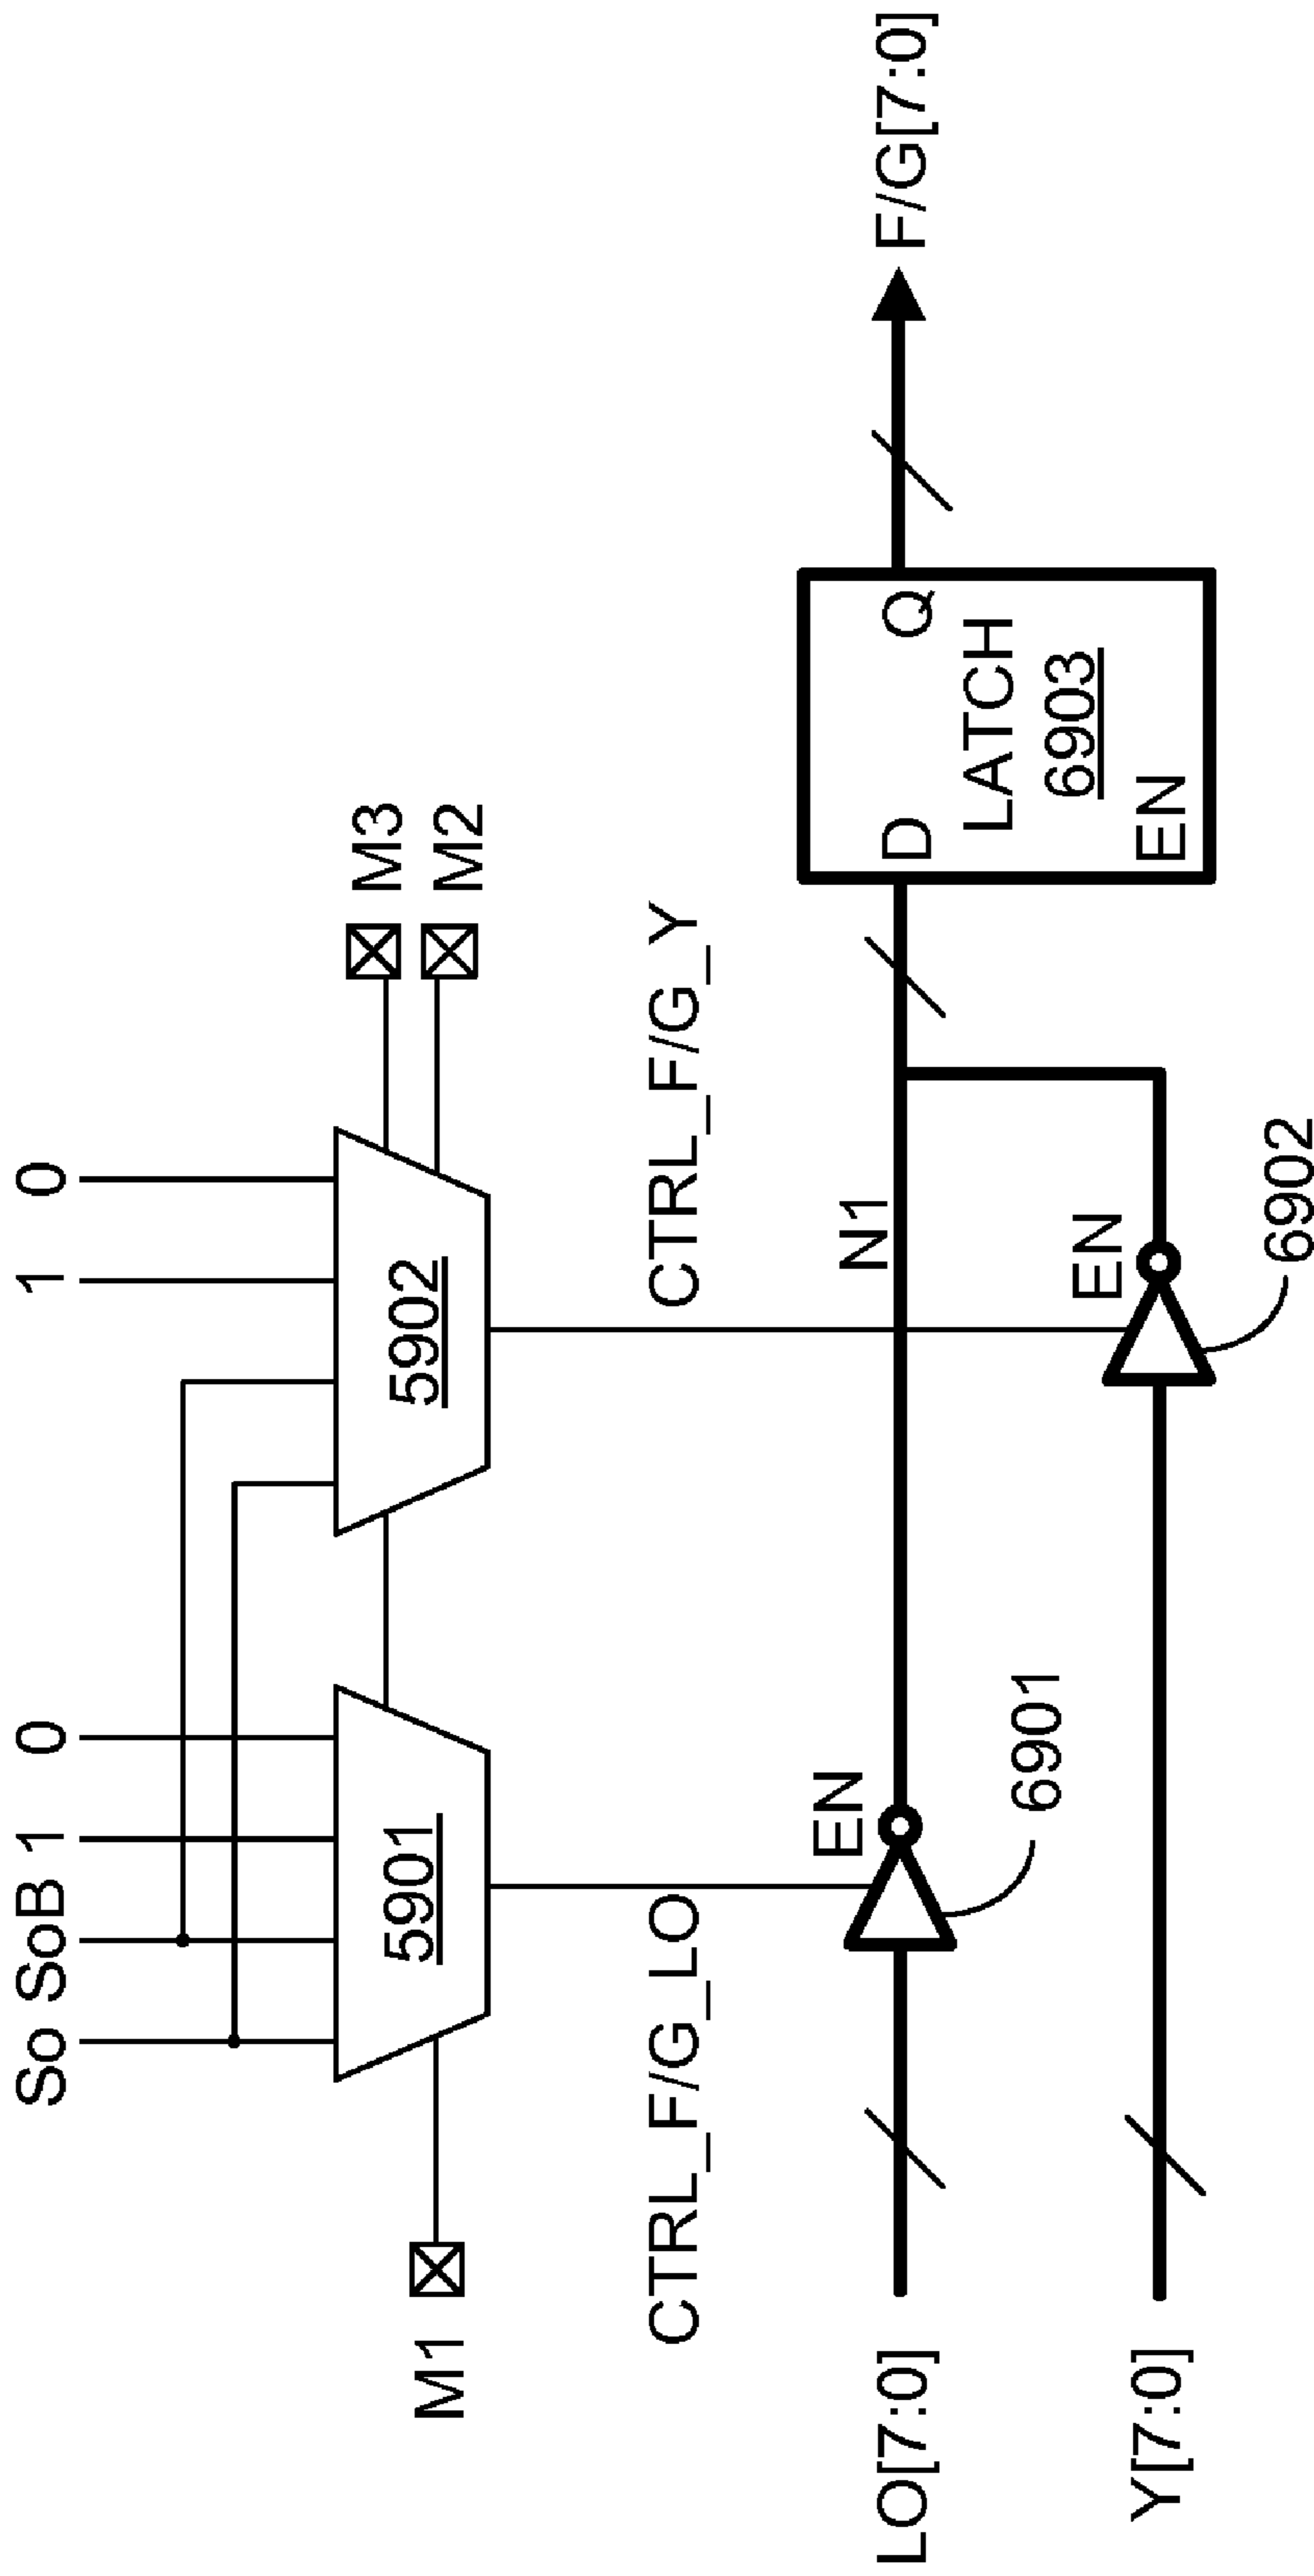 So SoB 1 0 1 0
5901
5902
M3
M1
M2
CTRL_F/G_LO
CTRL_F/G_Y
LO[7:0]
EN
6901
N1
D
Q
LATCH
6903
EN
F/G[7:0]
Y[7:0]
EN
6902